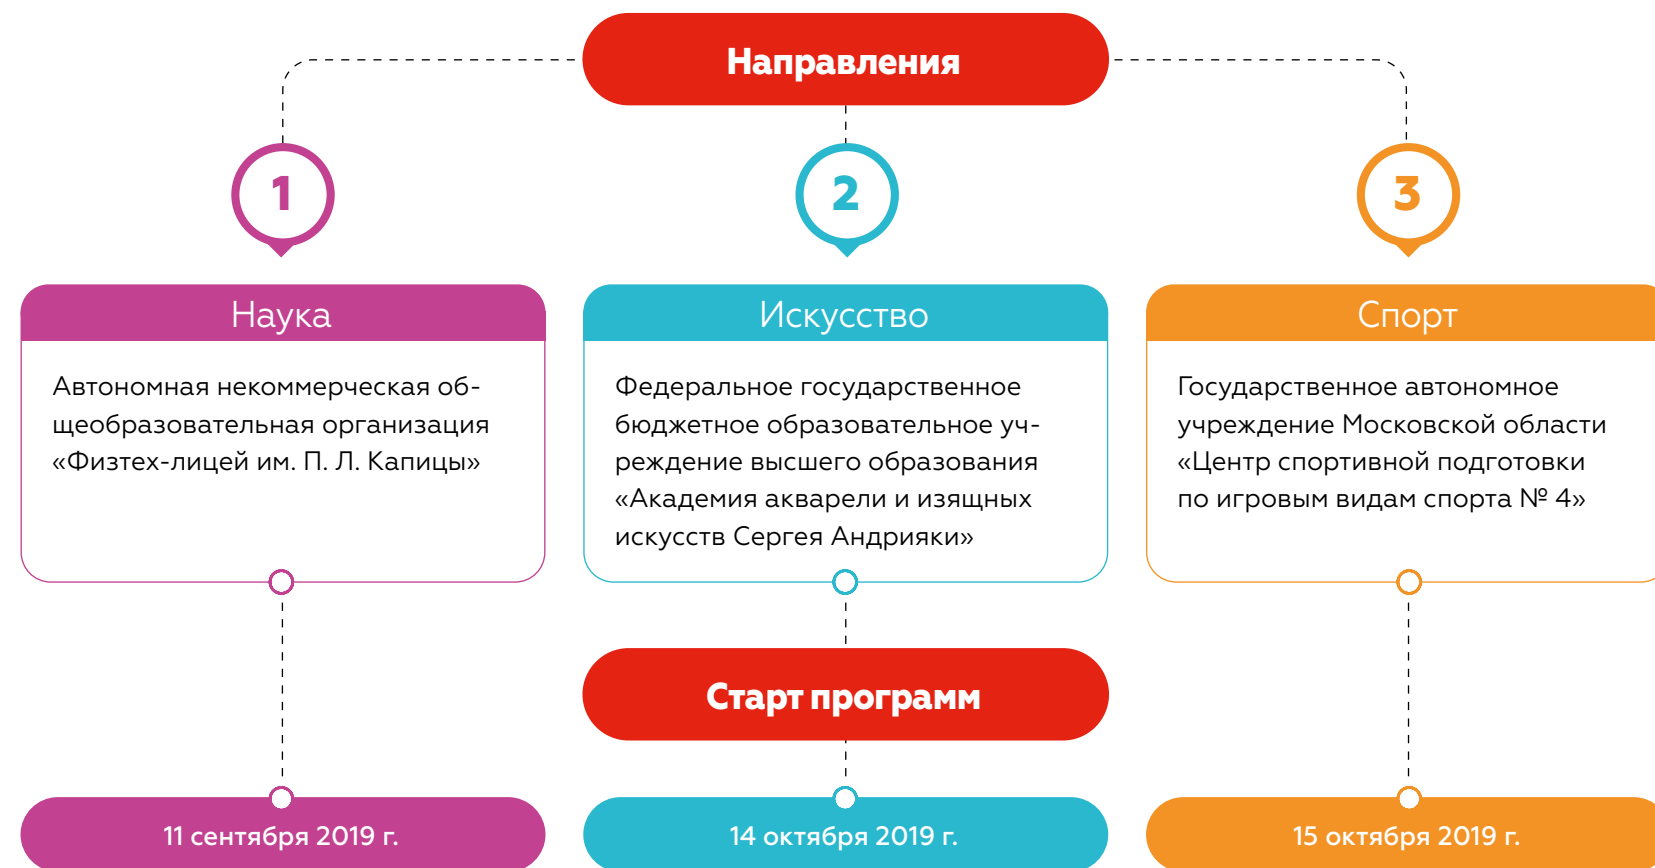 Направления
1
2
3
Наука
Автономная некоммерческая об-
щеобразовательная организация
«Физтех-лицей им. П. Л. Капицы»
Искусство
Федеральное государственное
бюджетное образовательное уч-
реждение высшего образования
«Академия акварели и изящных
искусств Сергея Андрияки»
Спорт
Государственное автономное
учреждение Московской области
«Центр спортивной подготовки
по игровым видам спорта № 4»
Старт программ
11 сентября 2019 г.
14 октября 2019 г.
15 октября 2019 г.